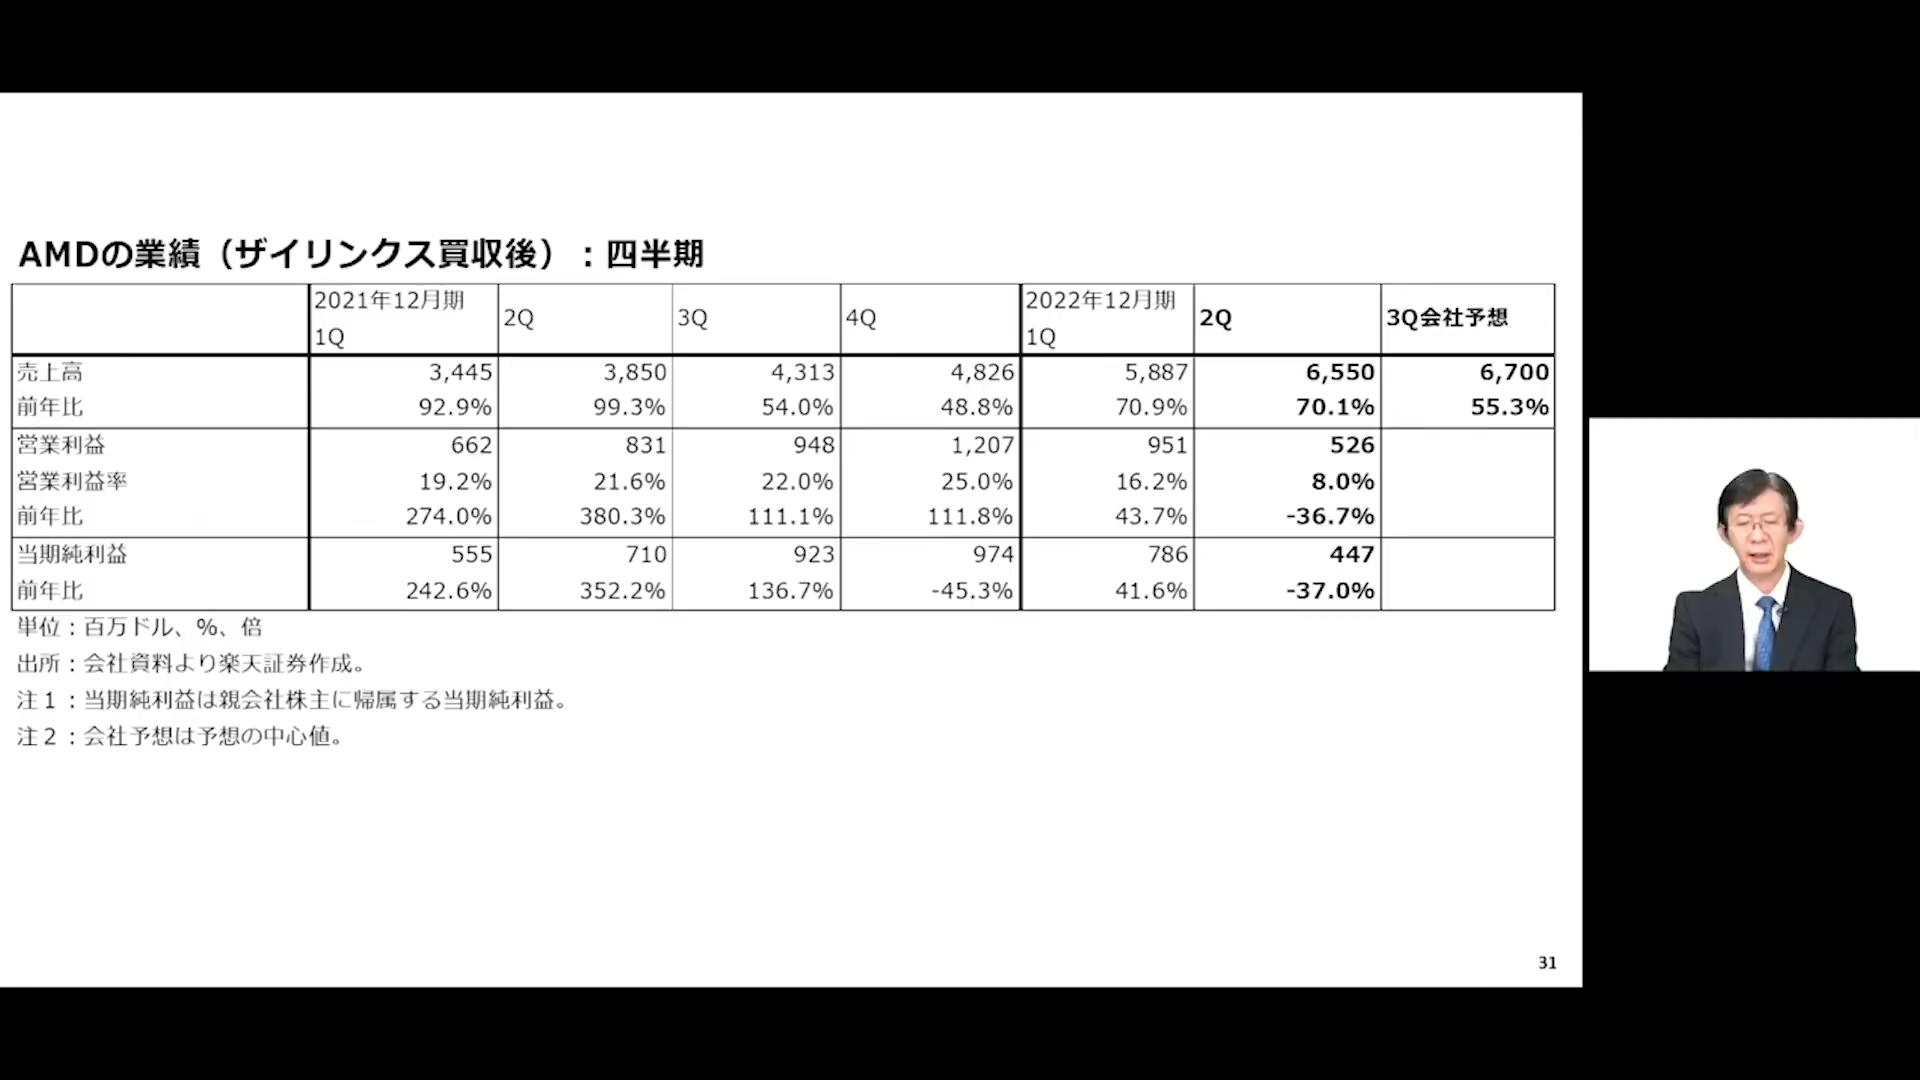 AMDの業績（ザイリンクス買収後）：四半期
2021年12月期 1Q 2Q 3Q 4Q 2022年12月期 1Q 2Q 3Q会社予想
売上高 3,445 3,850 4,313 4,826 5,887 6,550 6,700
前年比 92.9% 99.3% 54.0% 48.8% 70.9% 70.1% 55.3%
営業利益 662 831 948 1,207 951 526
営業利益率 19.2% 21.6% 22.0% 25.0% 16.2% 8.0%
前年比 274.0% 380.3% 111.1% 111.8% 43.7% -36.7%
当期純利益 555 710 923 974 786 447
前年比 242.6% 352.2% 136.7% -45.3% 41.6% -37.0%
単位：百万ドル、%、倍
出所：会社資料より楽天証券作成。
注１：当期純利益は親会社株主に帰属する当期純利益。
注２：会社予想は予想の中心値。
31